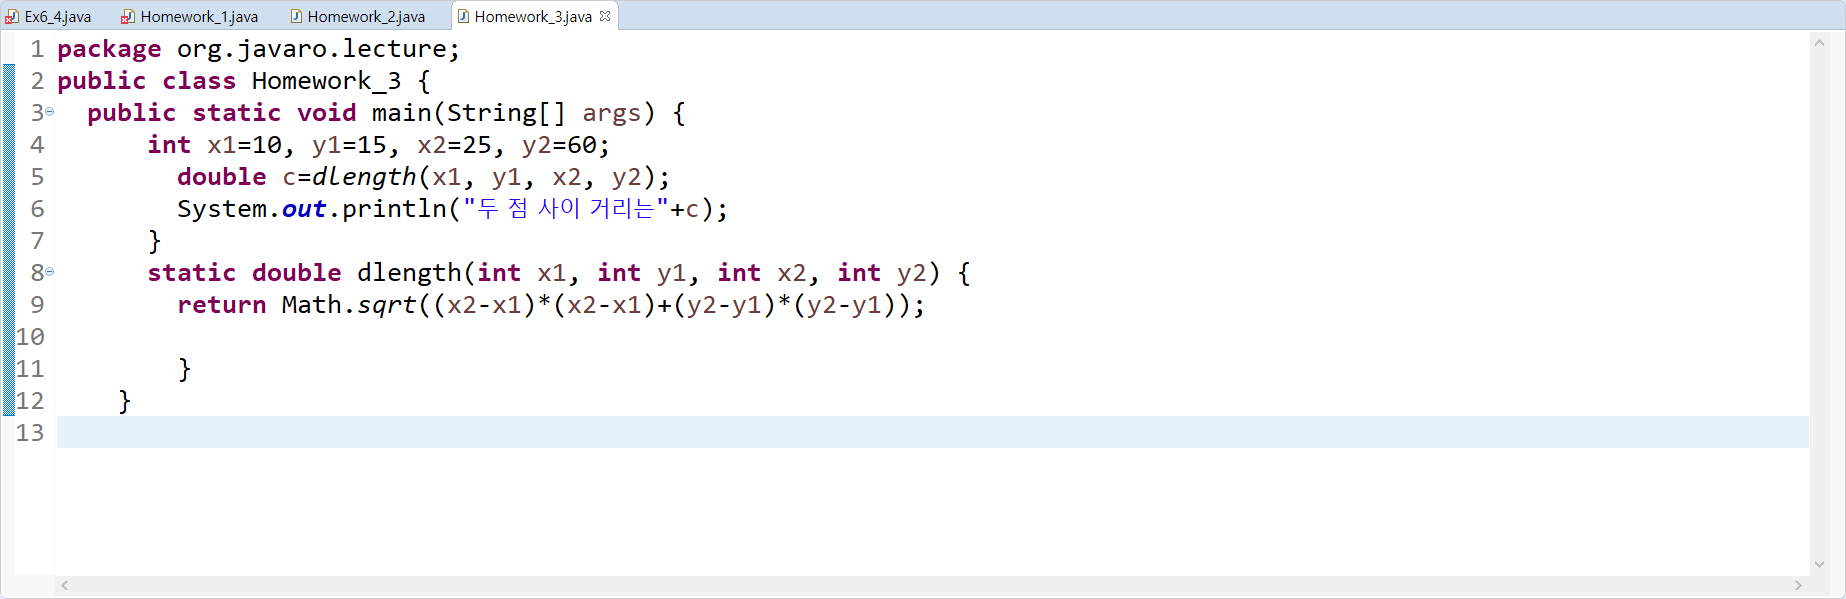 Ex6_4.java Homework_1.java Homework_2.java Homework_3.java
1 package org.javaro.lecture;
2 public class Homework_3 {
3 public static void main(String[] args) {
4 int x1=10, y1=15, x2=25, y2=60;
5 double c=dlength(x1, y1, x2, y2);
6 System.out.println("두 점 사이 거리는"+c);
7 }
8 static double dlength(int x1, int y1, int x2, int y2) {
9 return Math.sqrt((x2-x1)*(x2-x1)+(y2-y1)*(y2-y1));
10
11 }
12 }
13